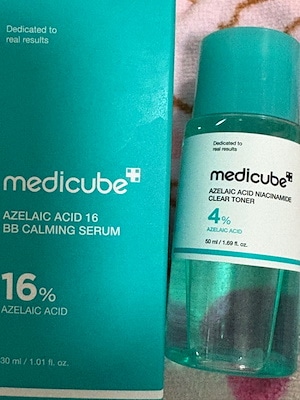 Dedicated to
real results
medicube
AZELAIC ACID 16
BB CALMING SERUM
16%
AZELAIC ACID
30 ml / 1.01 fl. oz.
Dedicated to
real results
medicube
AZELAIC ACID NIACINAMIDE
CLEAR TONER
4%
AZELAIC ACID
50 ml / 1.69 fl. oz.